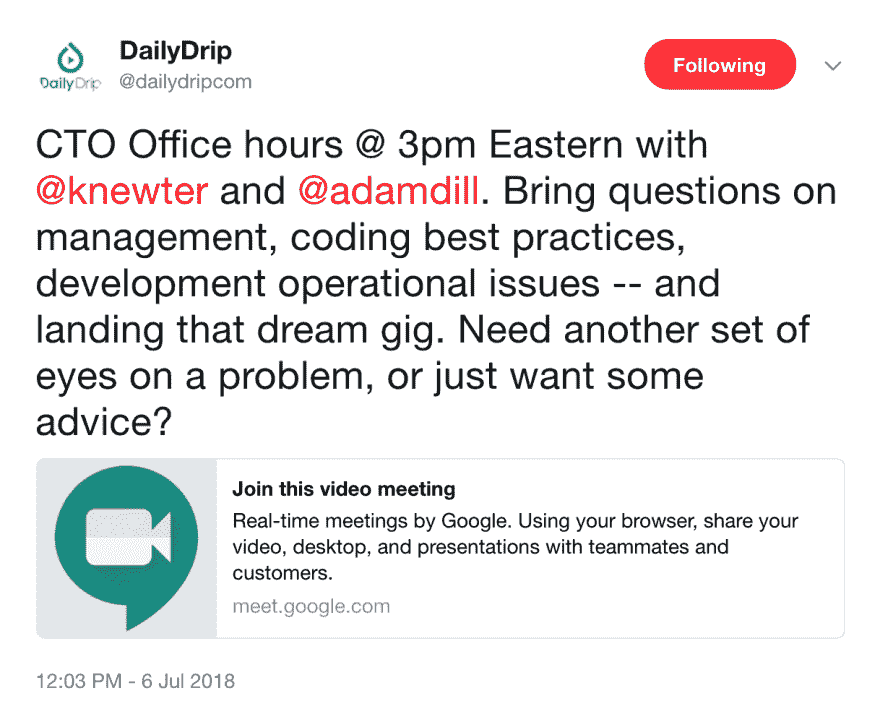 DailyDrip
@dailydripcom
Following
DailyDrip
CTO Office hours @ 3pm Eastern with
@knewter and @adamdill. Bring questions on
management, coding best practices,
development operational issues -- and
landing that dream gig. Need another set of
eyes on a problem, or just want some
advice?
Join this video meeting
Real-time meetings by Google. Using your browser, share your
video, desktop, and presentations with teammates and
customers.
meet.google.com
12:03 PM - 6 Jul 2018